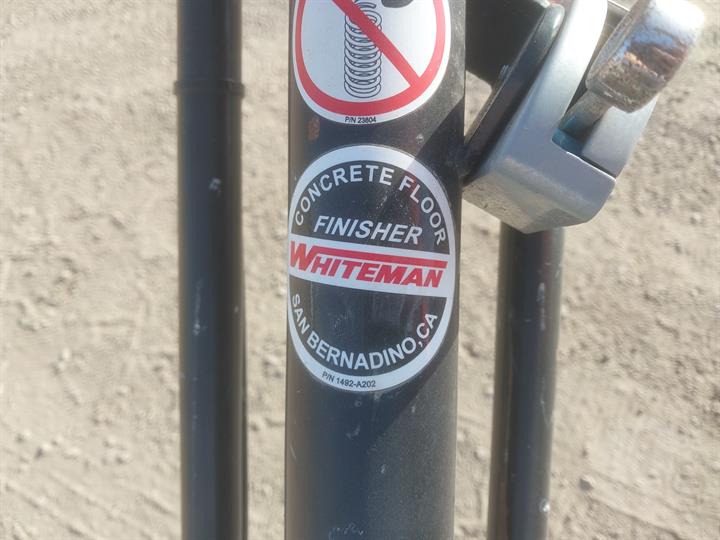 P/N 23804
CONCRETE FLOOR
FINISHER
WHITEMAN
SAN BERNADINO, CA
P/N 1492-A202